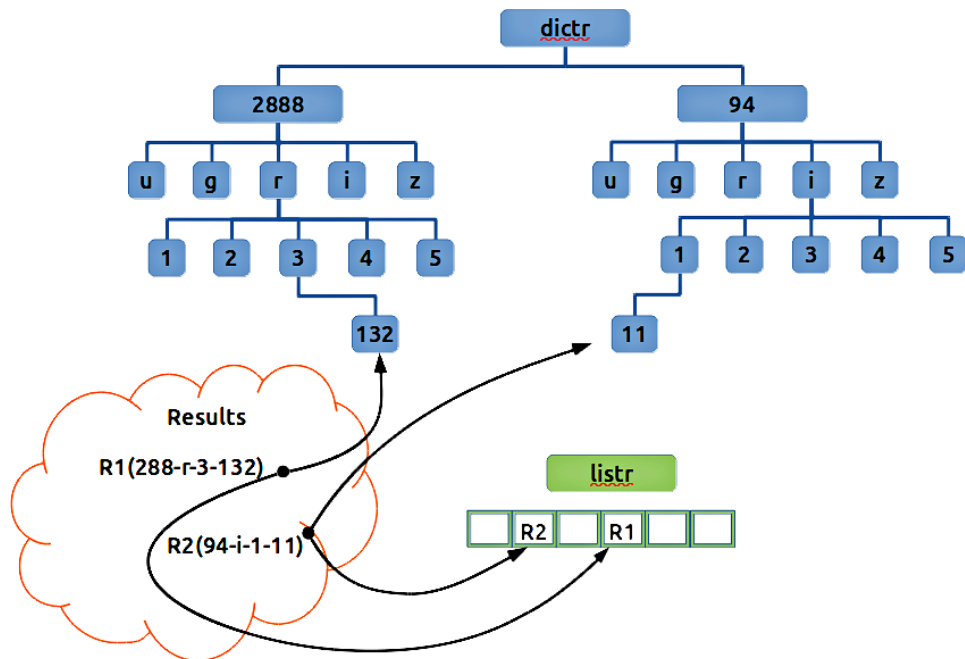 dictr
2888 94
u g r i z u g r i z
1 2 3 4 5 1 2 3 4 5
132 11
Results
R1(288-r-3-132)
R2(94-i-1-11)
listr
R2 R1